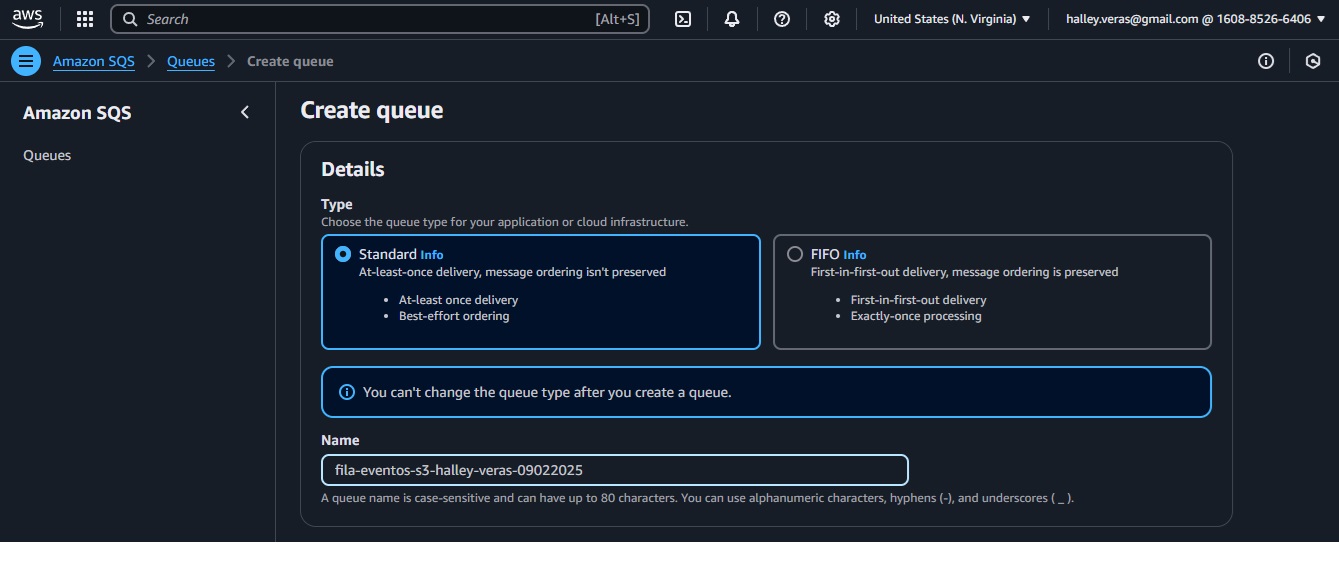 aws
Search [Alt+S] United States (N. Virginia) halley.veras@gmail.com @ 1608-8526-6406
Amazon SQS > Queues > Create queue
Amazon SQS
Queues
Create queue
Details
Type
Choose the queue type for your application or cloud infrastructure.
Standard Info
At-least-once delivery, message ordering isn't preserved
• At-least once delivery
• Best-effort ordering
FIFO Info
First-in-first-out delivery, message ordering is preserved
• First-in-first-out delivery
• Exactly-once processing
You can't change the queue type after you create a queue.
Name
fila-eventos-s3-halley-veras-09022025
A queue name is case-sensitive and can have up to 80 characters. You can use alphanumeric characters, hyphens (-), and underscores ( _ ).